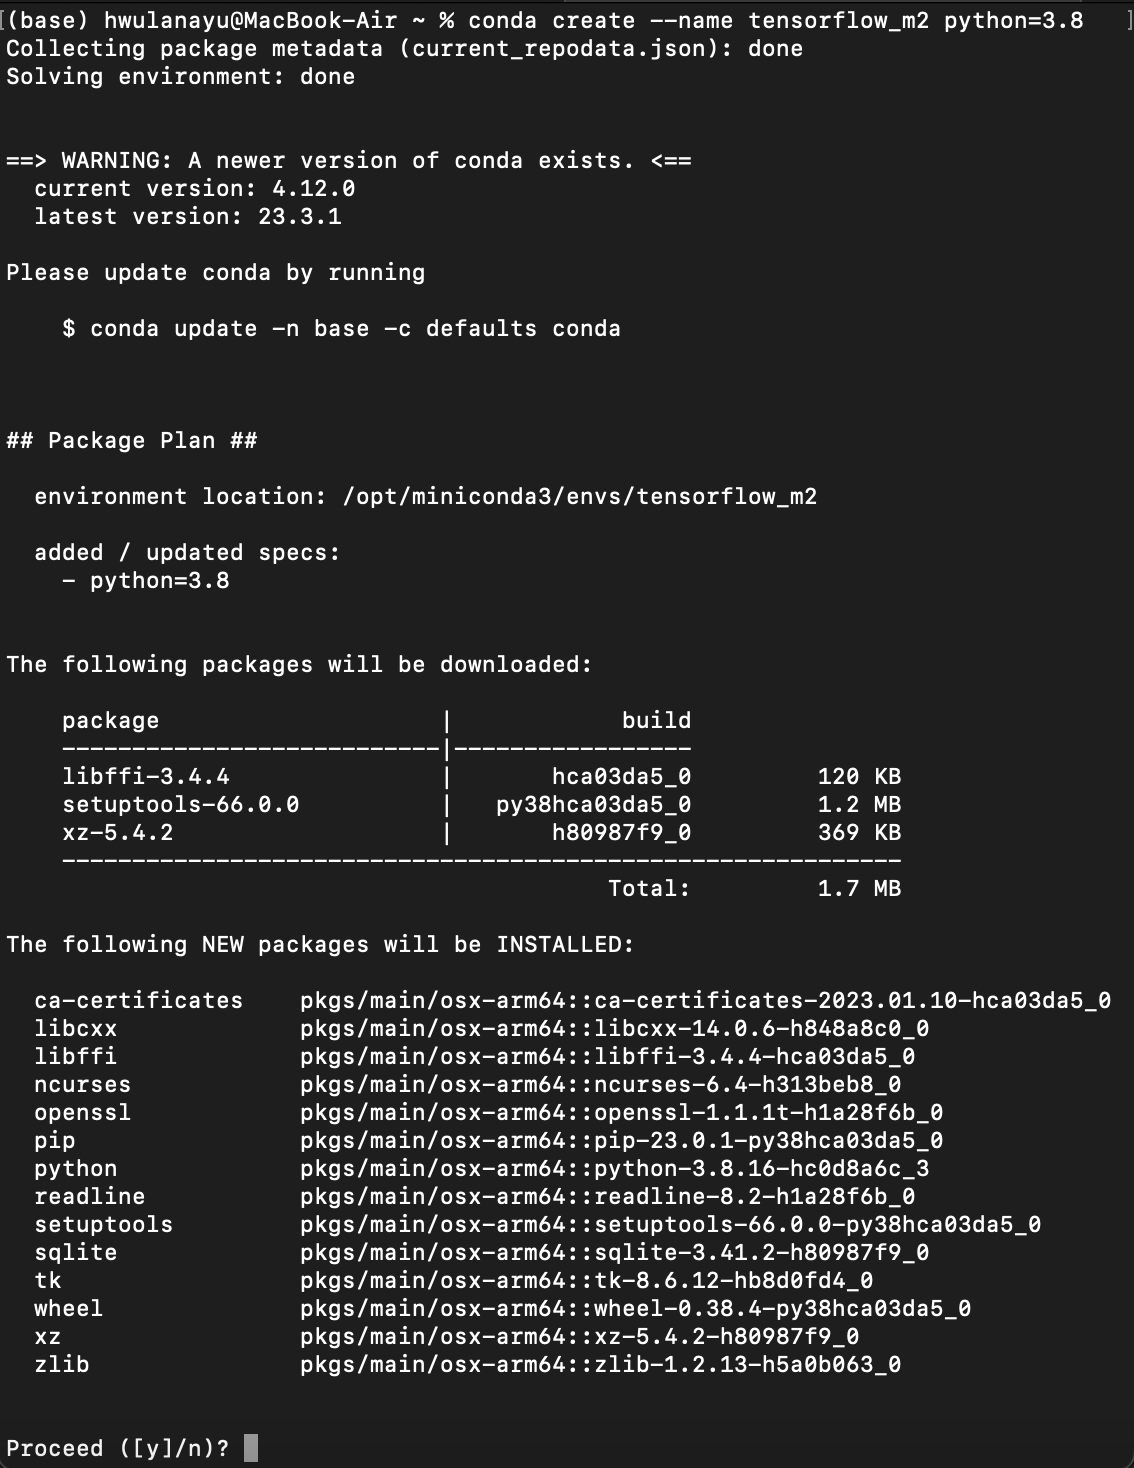 [(base) hwulanayu@MacBook-Air ~ % conda create --name tensorflow_m2 python=3.8 ]
Collecting package metadata (current_repodata.json): done
Solving environment: done
==> WARNING: A newer version of conda exists. <==
current version: 4.12.0
latest version: 23.3.1
Please update conda by running
$ conda update -n base -c defaults conda
## Package Plan ##
environment location: /opt/miniconda3/envs/tensorflow_m2
added / updated specs:
- python=3.8
The following packages will be downloaded:
package | build
---------------------------|-----------------
libffi-3.4.4 | hca03da5_0 120 KB
setuptools-66.0.0 | py38hca03da5_0 1.2 MB
xz-5.4.2 | h80987f9_0 369 KB
------------------------------------------------------------
Total: 1.7 MB
The following NEW packages will be INSTALLED:
ca-certificates pkgs/main/osx-arm64::ca-certificates-2023.01.10-hca03da5_0
libcxx pkgs/main/osx-arm64::libcxx-14.0.6-h848a8c0_0
libffi pkgs/main/osx-arm64::libffi-3.4.4-hca03da5_0
ncurses pkgs/main/osx-arm64::ncurses-6.4-h313beb8_0
openssl pkgs/main/osx-arm64::openssl-1.1.1t-h1a28f6b_0
pip pkgs/main/osx-arm64::pip-23.0.1-py38hca03da5_0
python pkgs/main/osx-arm64::python-3.8.16-hc0d8a6c_3
readline pkgs/main/osx-arm64::readline-8.2-h1a28f6b_0
setuptools pkgs/main/osx-arm64::setuptools-66.0.0-py38hca03da5_0
sqlite pkgs/main/osx-arm64::sqlite-3.41.2-h80987f9_0
tk pkgs/main/osx-arm64::tk-8.6.12-hb8d0fd4_0
wheel pkgs/main/osx-arm64::wheel-0.38.4-py38hca03da5_0
xz pkgs/main/osx-arm64::xz-5.4.2-h80987f9_0
zlib pkgs/main/osx-arm64::zlib-1.2.13-h5a0b063_0
Proceed ([y]/n)?